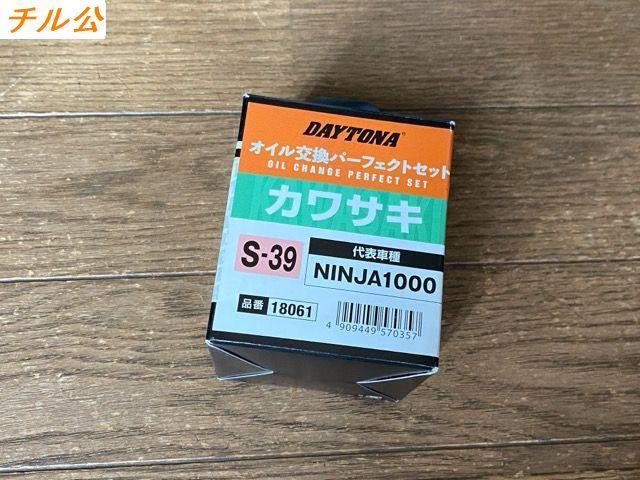 チル公
DAYTONA®
オイル交換パーフェクトセット
OIL CHANGE PERFECT SET
カワサキ
S-39
代表車種
NINJA1000
品番 18061
4 909449 570357